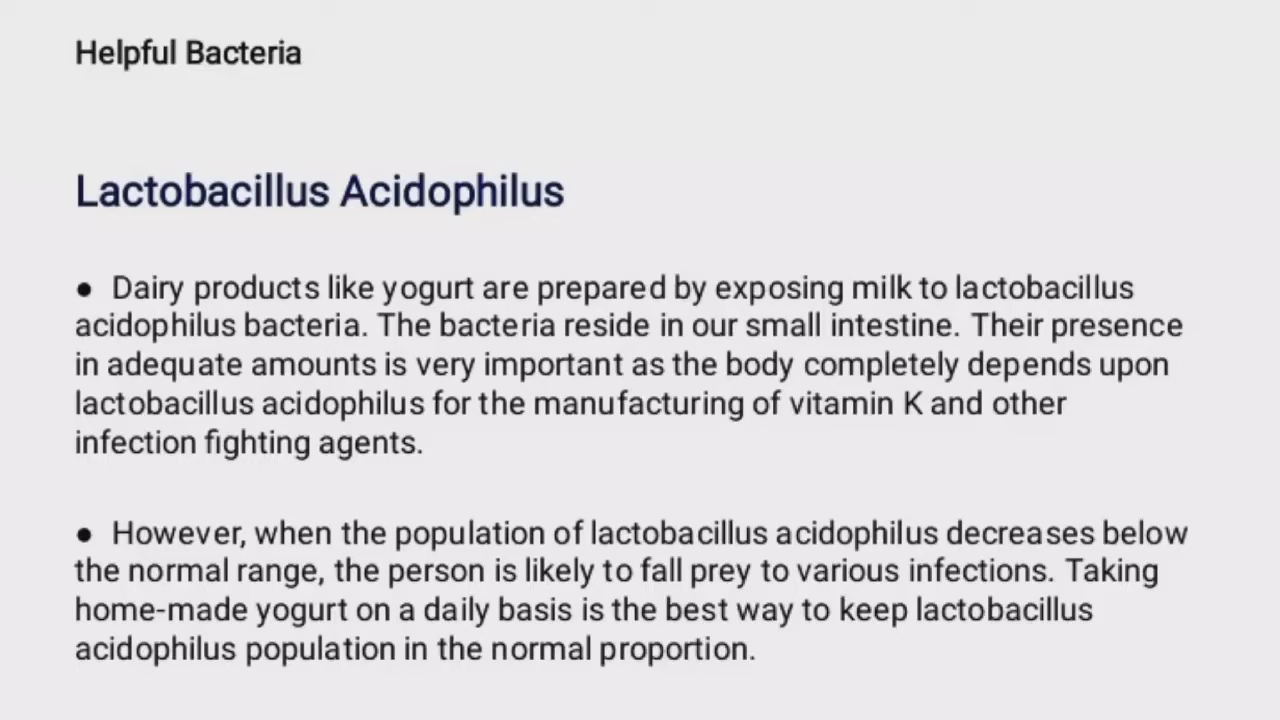 Helpful Bacteria
Lactobacillus Acidophilus
● Dairy products like yogurt are prepared by exposing milk to lactobacillus
acidophilus bacteria. The bacteria reside in our small intestine. Their presence
in adequate amounts is very important as the body completely depends upon
lactobacillus acidophilus for the manufacturing of vitamin K and other
infection fighting agents.
● However, when the population of lactobacillus acidophilus decreases below
the normal range, the person is likely to fall prey to various infections. Taking
home-made yogurt on a daily basis is the best way to keep lactobacillus
acidophilus population in the normal proportion.